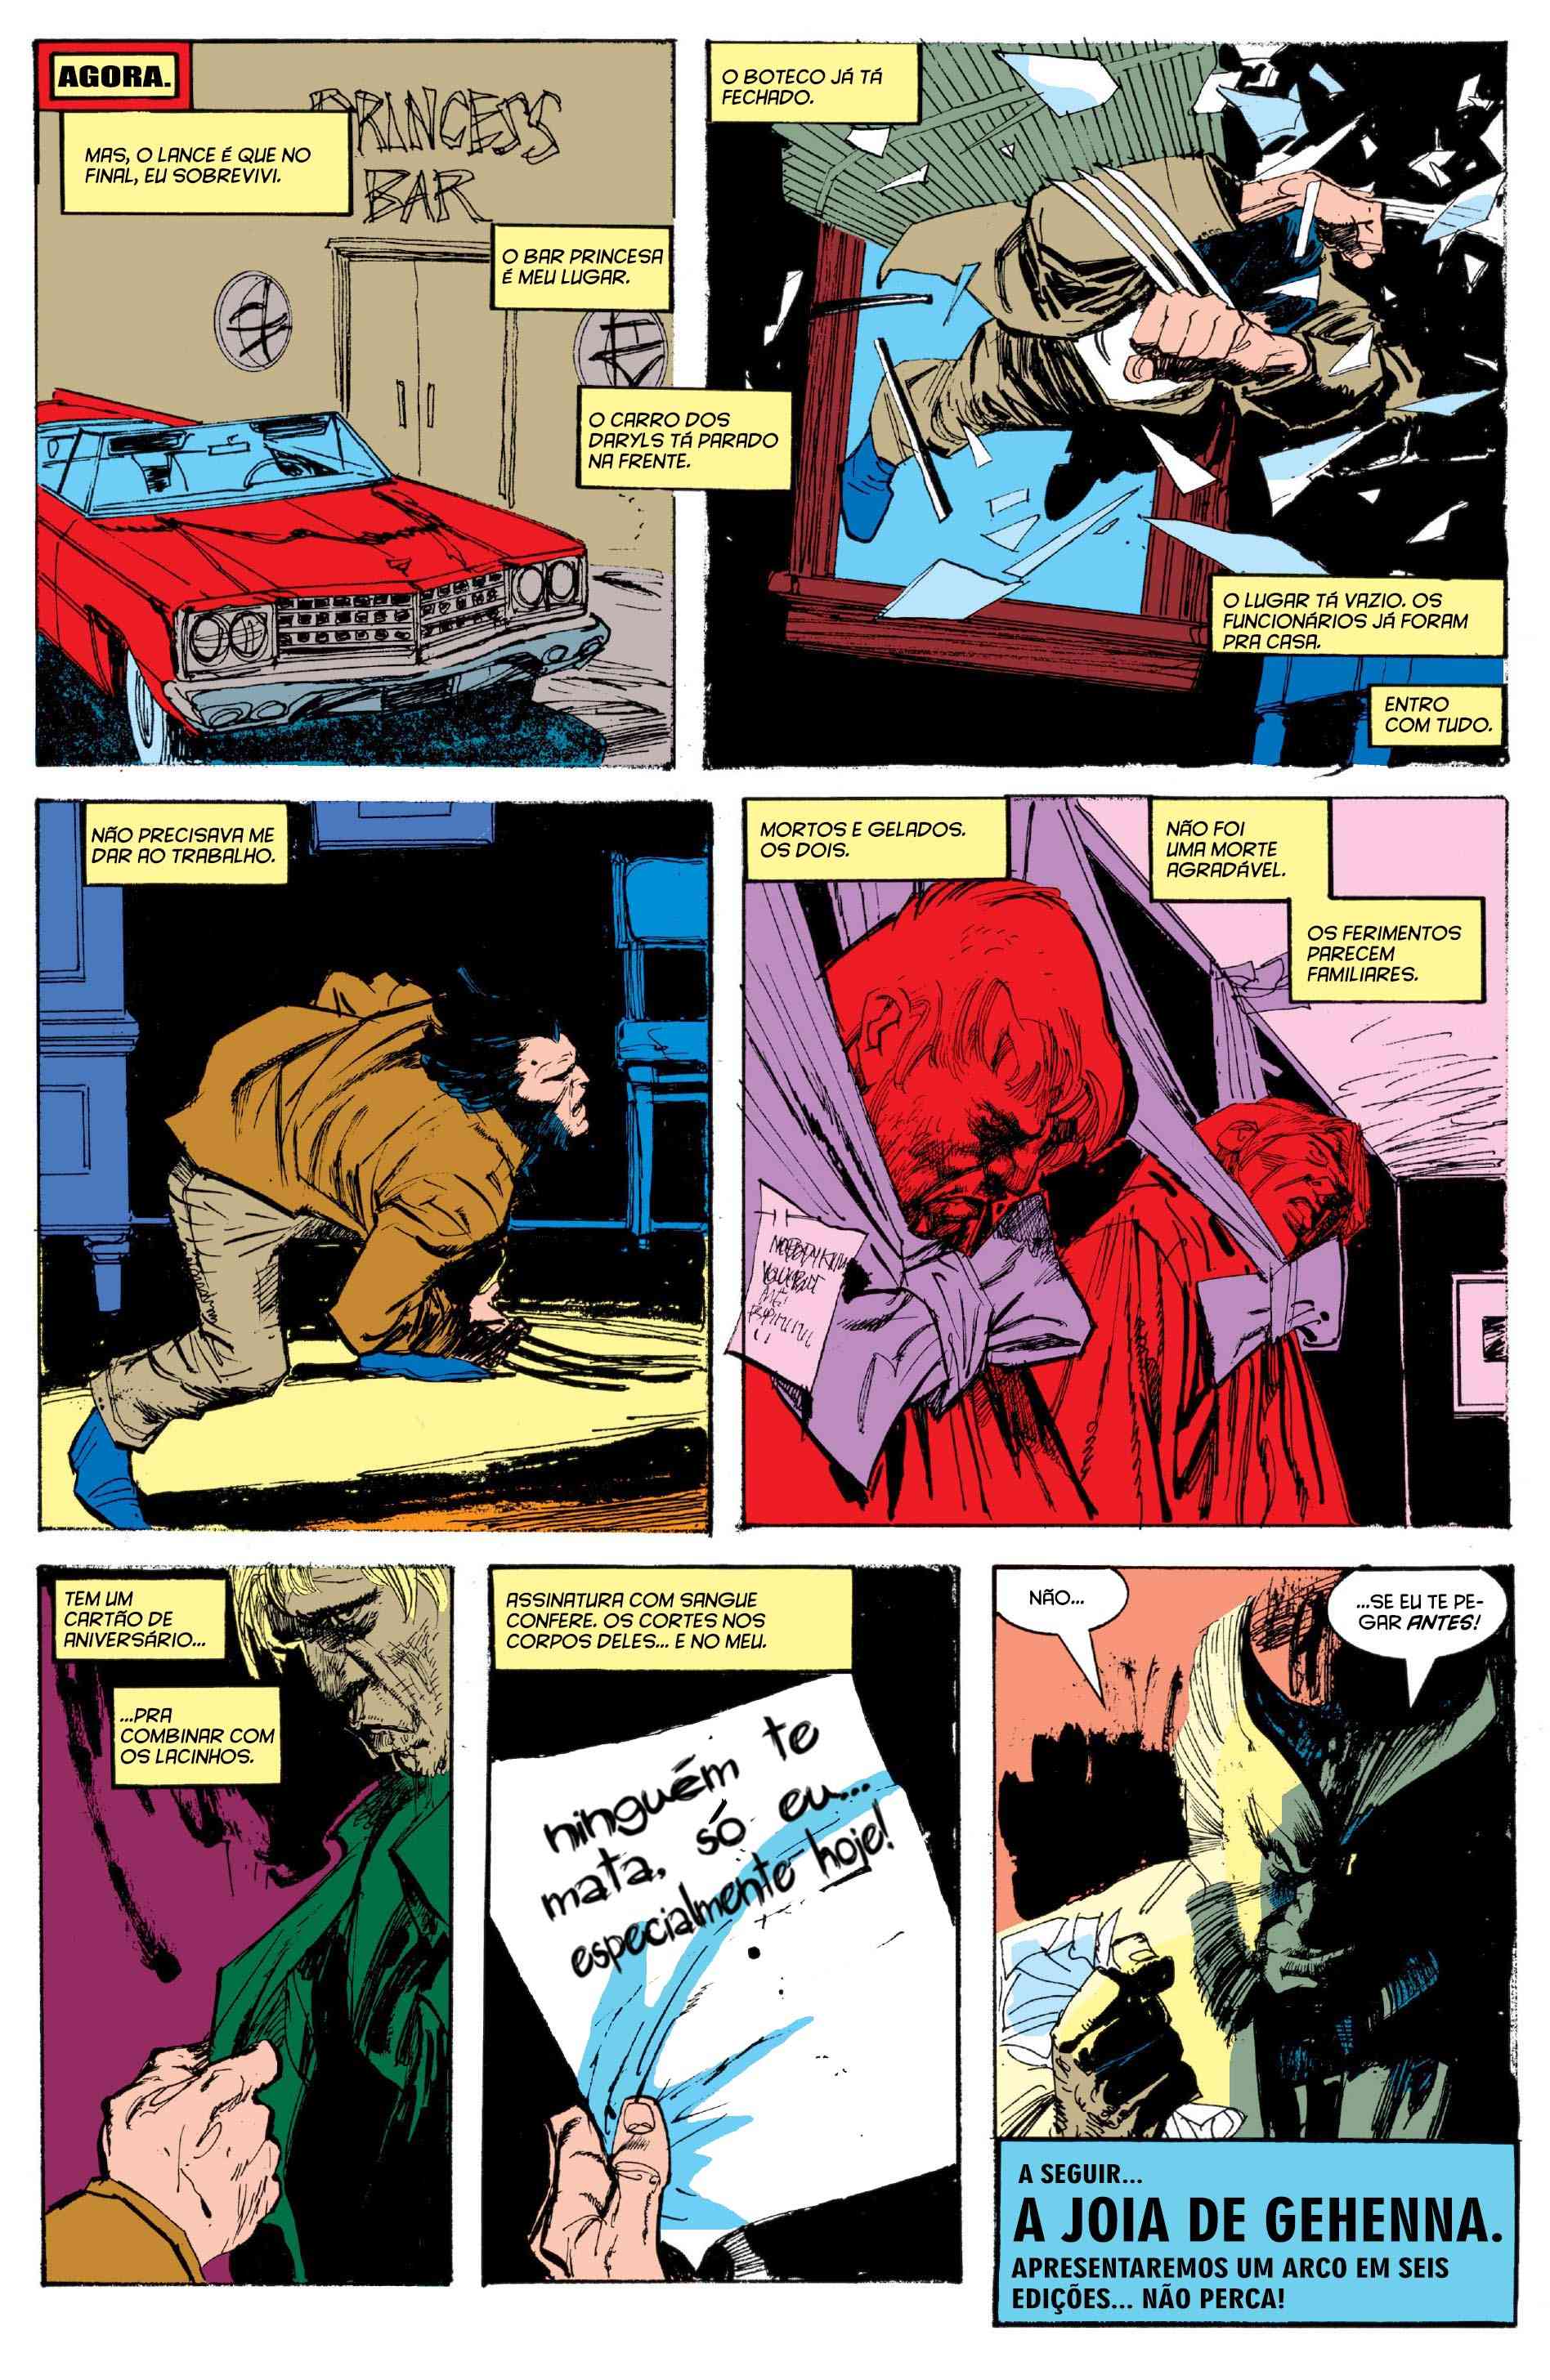 AGORA.
MAS, O LANCE É QUE NO
FINAL, EU SOBREVIVI.
PRINCESS
BAR
O BAR PRINCESA
É MEU LUGAR.
O CARRO DOS
DARYLS TÁ PARADO
NA FRENTE.
O BOTECO JÁ TÁ
FECHADO.
O LUGAR TÁ VAZIO. OS
FUNCIONÁRIOS JÁ FORAM
PRA CASA.
ENTRO
COM TUDO.
NÃO PRECISAVA ME
DAR AO TRABALHO.
MORTOS E GELADOS.
OS DOIS.
NÃO FOI
UMA MORTE
AGRADÁVEL.
OS FERIMENTOS
PARECEM
FAMILIARES.
TEM UM
CARTÃO DE
ANIVERSÁRIO...
...PRA
COMBINAR COM
OS LACINHOS.
ASSINATURA COM SANGUE
CONFERE. OS CORTES NOS
CORPOS DELES... E NO MEU.
ninguém te
mata, só eu...
especialmente hoje!
NÃO...
...SE EU TE PE-
GAR ANTES!
A SEGUIR...
A JOIA DE GEHENNA.
APRESENTAREMOS UM ARCO EM SEIS
EDIÇÕES... NÃO PERCA!